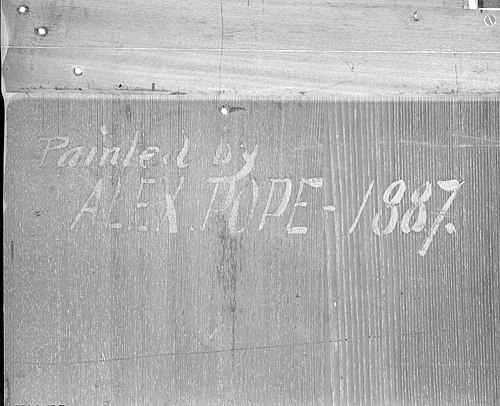 Painted by
ALEX. POPE-1887.